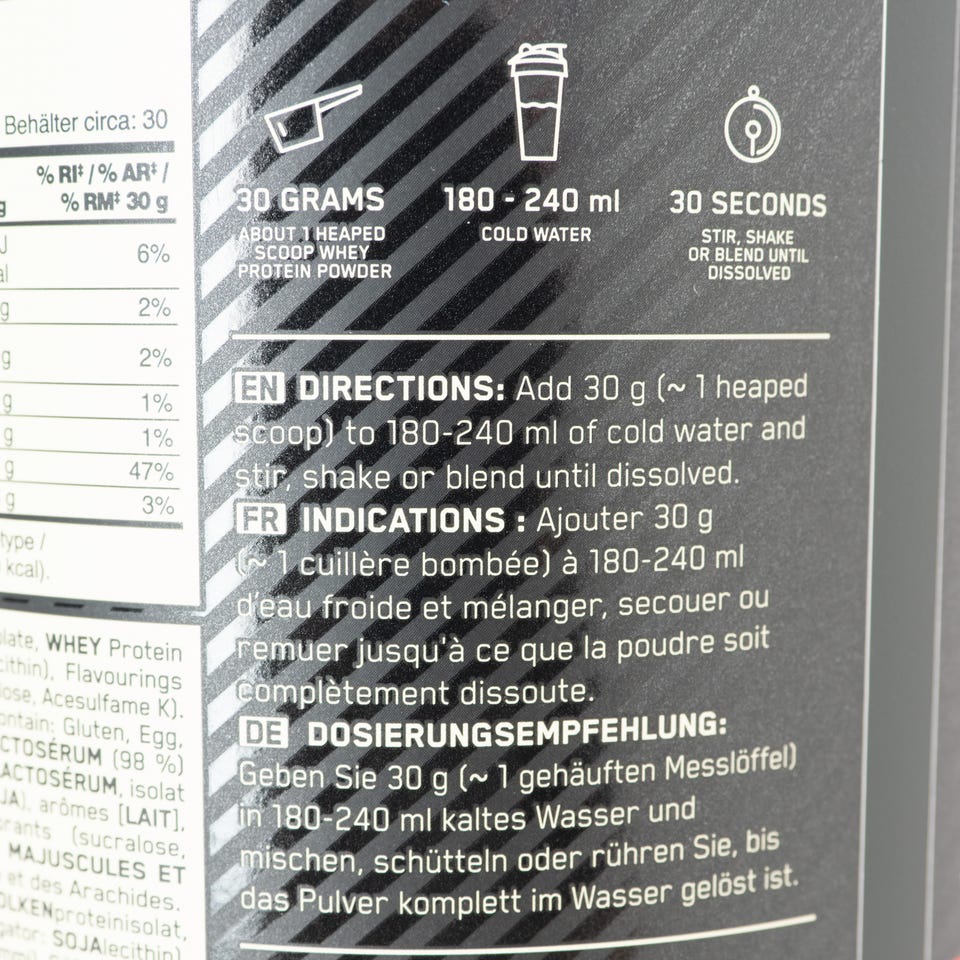 Behälter circa: 30
% RI‡ / % AR‡ /
% RM‡ 30 g
6%
g 2%
g 2%
g 1%
g 1%
g 47%
g 3%
type /
kcal).
WHEY Protein
Flavourings
Acesulfame K).
Gluten, Egg,
(98 %)
isolat
arômes [LAIT],
(sucralose,
MAJUSCULES ET
et des Arachides.
proteinisolat,
SOJAlecithin)
30 GRAMS
ABOUT 1 HEAPED
SCOOP WHEY
PROTEIN POWDER
180 - 240 ml
COLD WATER
30 SECONDS
STIR, SHAKE
OR BLEND UNTIL
DISSOLVED
EN DIRECTIONS: Add 30 g (~ 1 heaped
scoop) to 180-240 ml of cold water and
stir, shake or blend until dissolved.
FR INDICATIONS : Ajouter 30 g
(~ 1 cuillère bombée) à 180-240 ml
d'eau froide et mélanger, secouer ou
remuer jusqu'à ce que la poudre soit
complètement dissoute.
DE DOSIERUNGSEMPFEHLUNG:
Geben Sie 30 g (~ 1 gehäuften Messlöffel)
in 180-240 ml kaltes Wasser und
mischen, schütteln oder rühren Sie, bis
das Pulver komplett im Wasser gelöst ist.